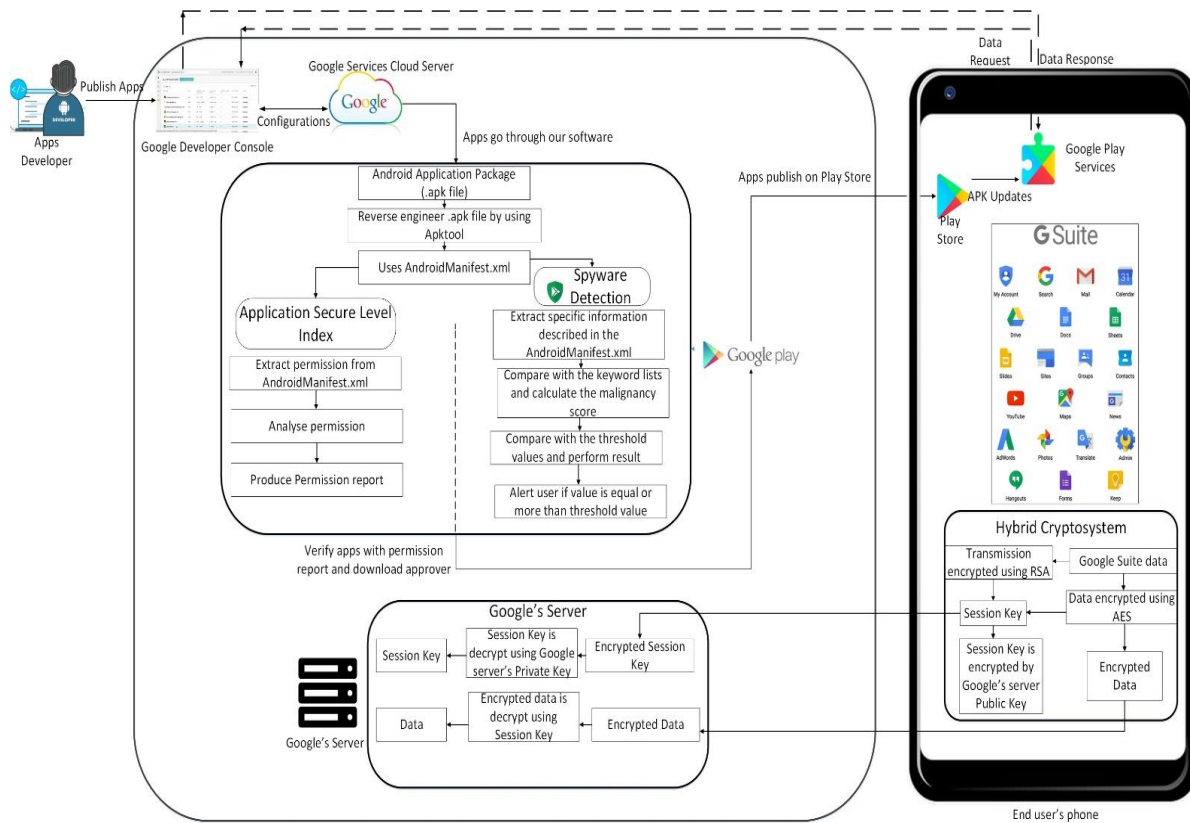 Data
Request
Data Response
Google Services Cloud Server
Publish Apps
Google
DEVELOPER
Configurations
Apps
Developer
Google Developer Console
Apps go through our software
Google Play
Services
Android Application Package
(.apk file)
Apps publish on Play Store
APK Updates
Play
Store
Reverse engineer .apk file by using
Apktool
G Suite
Uses AndroidManifest.xml
Spyware
Detection
My Account
Search
Mail
31
Calendar
Application Secure Level
Index
Extract specific information
described in the
AndroidManifest.xml
Drive
Docs
Sheets
Google play
Extract permission from
AndroidManifest.xml
Compare with the keyword lists
and calculate the malignancy
score
Slides
Sites
Groups
Contacts
Analyse permission
YouTube
Maps
News
Compare with the threshold
values and perform result
AdWords
Photos
Translate
Admin
Produce Permission report
Alert user if value is equal or
more than threshold value
Hangouts
Forms
Keep
Hybrid Cryptosystem
Verify apps with permission
report and download approver
Transmission
encrypted using RSA
Google Suite data
Data encrypted using
AES
Session Key
Google's Server
Session Key
Session Key is
decrypt using Google
server's Private Key
Encrypted Session
Key
Session Key is
encrypted by
Google's server
Public Key
Encrypted
Data
Data
Encrypted data is
decrypt using
Session Key
Encrypted Data
Google's Server
End user's phone